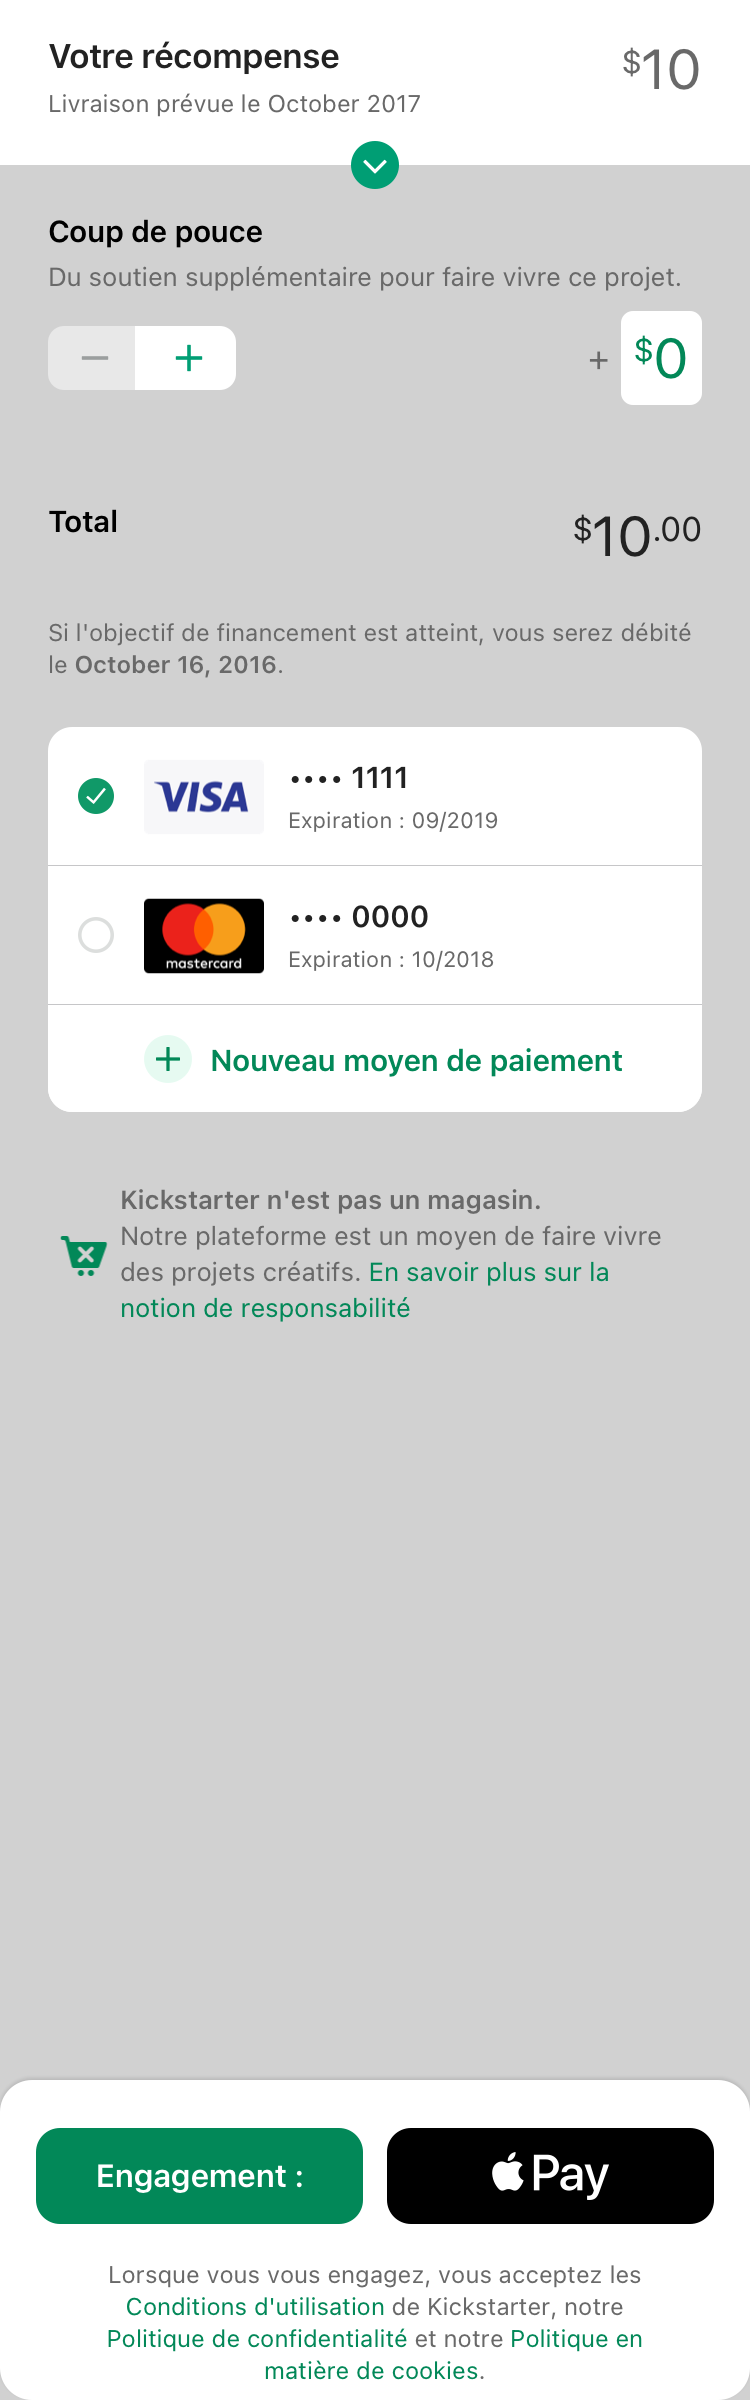 Votre récompense
$10
Livraison prévue le October 2017
Coup de pouce
Du soutien supplémentaire pour faire vivre ce projet.
+ $0
Total
$10.00
Si l'objectif de financement est atteint, vous serez débité
le October 16, 2016.
VISA
•••• 1111
Expiration : 09/2019
mastercard
•••• 0000
Expiration : 10/2018
Nouveau moyen de paiement
Kickstarter n'est pas un magasin.
Notre plateforme est un moyen de faire vivre
des projets créatifs. En savoir plus sur la
notion de responsabilité
Engagement :
Pay
Lorsque vous vous engagez, vous acceptez les
Conditions d'utilisation de Kickstarter, notre
Politique de confidentialité et notre Politique en
matière de cookies.